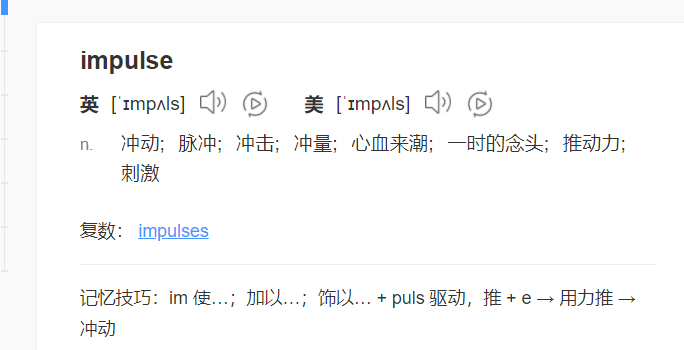 impulse
英 [ˈɪmpʌls] 美 [ˈɪmpʌls]
n. 冲动；脉冲；冲击；冲量；心血来潮；一时的念头；推动力；
刺激
复数： impulses
记忆技巧：im 使…；加以…；饰以… + puls 驱动，推 + e → 用力推 →
冲动